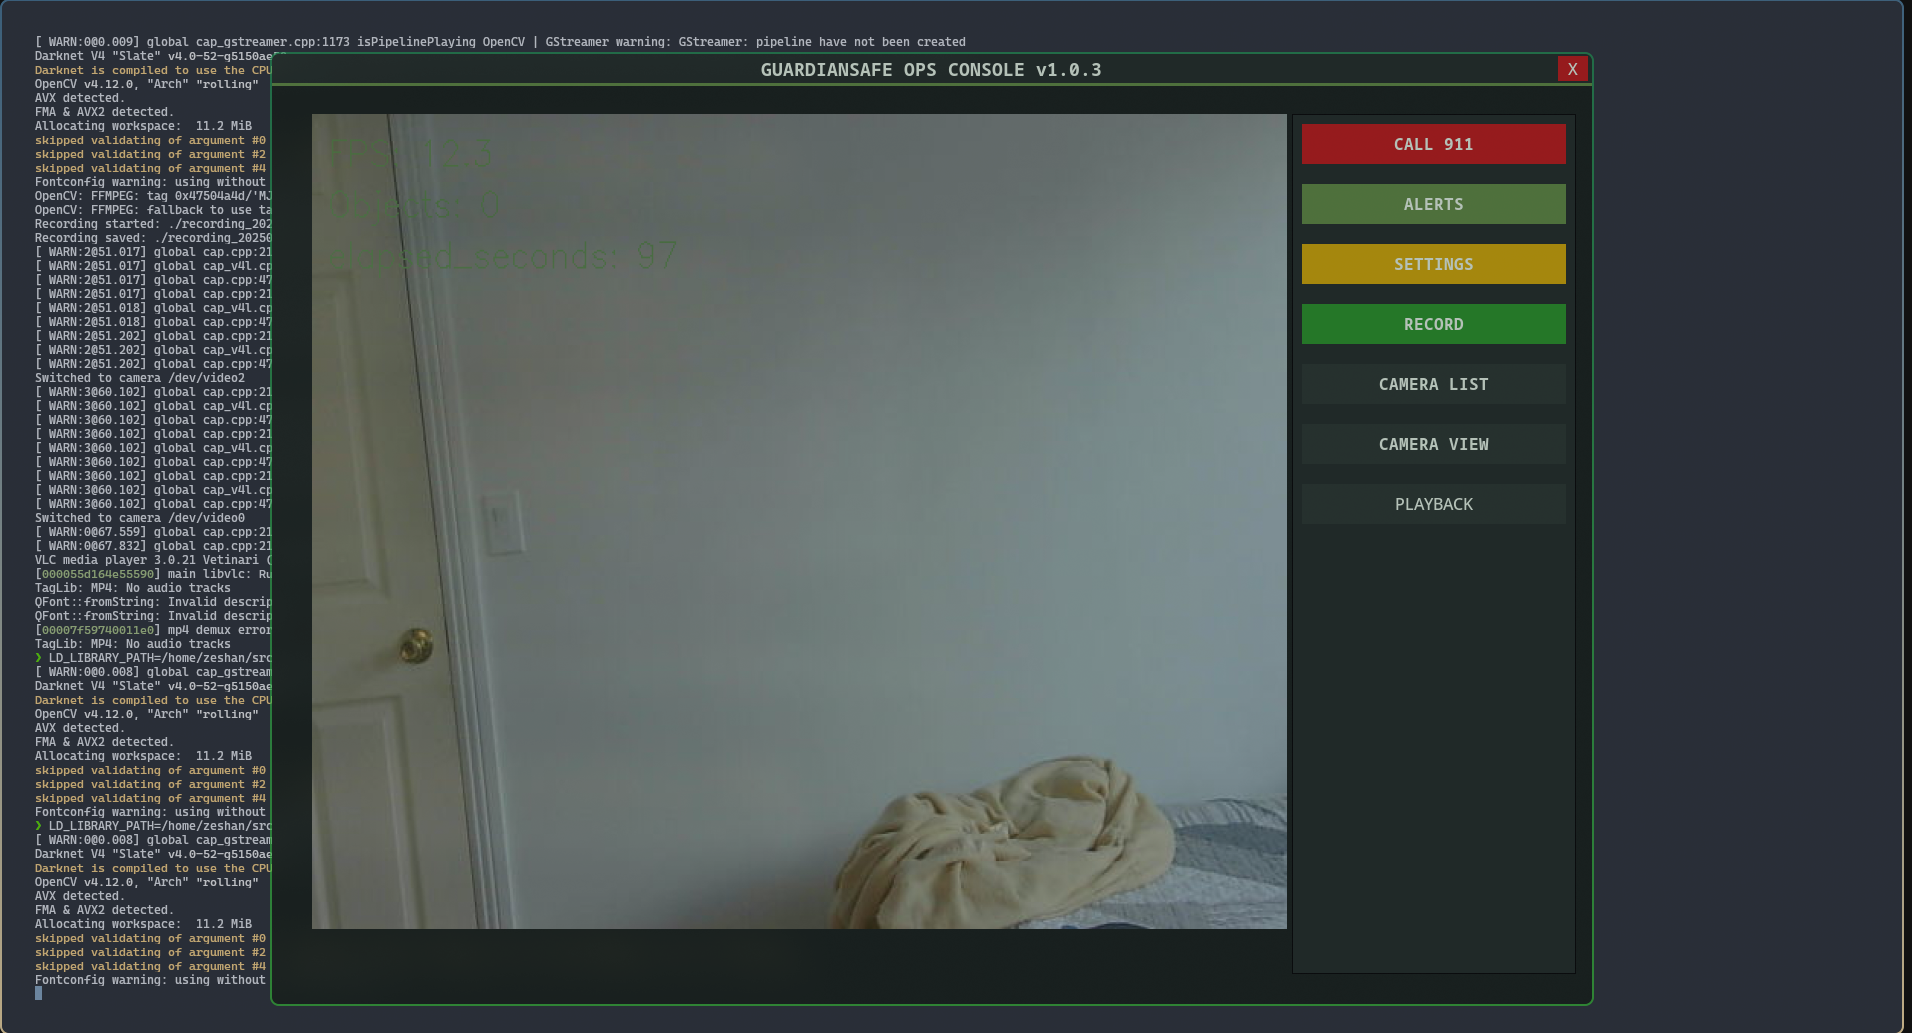 [ WARN:0@0.009] global cap_gstreamer.cpp:1173 isPipelinePlaying OpenCV | GStreamer warning: GStreamer: pipeline have not been created
Darknet V4 "Slate" v4.0-52-g5150ae
Darknet is compiled to use the CPU
OpenCV v4.12.0, "Arch" "rolling"
AVX detected.
FMA & AVX2 detected.
Allocating workspace:  11.2 MiB
skipped validating of argument #0
skipped validating of argument #2
skipped validating of argument #4
Fontconfig warning: using without
OpenCV: FFMPEG: tag 0x47504a4d/'MJ
OpenCV: FFMPEG: fallback to use ta
Recording started: ./recording_202
Recording saved: ./recording_20250
[ WARN:2@51.017] global cap.cpp:21
[ WARN:2@51.017] global cap_v4l.cp
[ WARN:2@51.017] global cap.cpp:47
[ WARN:2@51.017] global cap.cpp:21
[ WARN:2@51.018] global cap_v4l.cp
[ WARN:2@51.018] global cap.cpp:47
[ WARN:2@51.202] global cap.cpp:21
[ WARN:2@51.202] global cap_v4l.cp
[ WARN:2@51.202] global cap.cpp:47
Switched to camera /dev/video2
[ WARN:3@60.102] global cap.cpp:21
[ WARN:3@60.102] global cap_v4l.cp
[ WARN:3@60.102] global cap.cpp:47
[ WARN:3@60.102] global cap.cpp:21
[ WARN:3@60.102] global cap_v4l.cp
[ WARN:3@60.102] global cap.cpp:47
[ WARN:3@60.102] global cap.cpp:21
[ WARN:3@60.102] global cap_v4l.cp
[ WARN:3@60.102] global cap.cpp:47
Switched to camera /dev/video0
[ WARN:0@67.559] global cap.cpp:21
[ WARN:0@67.832] global cap.cpp:21
VLC media player 3.0.21 Vetinari (
[000055d164e55590] main libvlc: Ru
TagLib: MP4: No audio tracks
QFont::fromString: Invalid descrip
QFont::fromString: Invalid descrip
[00007f59740011e0] mp4 demux error
TagLib: MP4: No audio tracks
❯ LD_LIBRARY_PATH=/home/zeshan/src
[ WARN:0@0.008] global cap_gstream
Darknet V4 "Slate" v4.0-52-g5150ae
Darknet is compiled to use the CPU
OpenCV v4.12.0, "Arch" "rolling"
AVX detected.
FMA & AVX2 detected.
Allocating workspace:  11.2 MiB
skipped validating of argument #0
skipped validating of argument #2
skipped validating of argument #4
Fontconfig warning: using without
❯ LD_LIBRARY_PATH=/home/zeshan/src
[ WARN:0@0.008] global cap_gstream
Darknet V4 "Slate" v4.0-52-g5150ae
Darknet is compiled to use the CPU
OpenCV v4.12.0, "Arch" "rolling"
AVX detected.
FMA & AVX2 detected.
Allocating workspace:  11.2 MiB
skipped validating of argument #0
skipped validating of argument #2
skipped validating of argument #4
Fontconfig warning: using without
GUARDIANSAFE OPS CONSOLE v1.0.3
X
FPS: 12.3
Objects: 0
elapsed_seconds: 97
CALL 911
ALERTS
SETTINGS
RECORD
CAMERA LIST
CAMERA VIEW
PLAYBACK